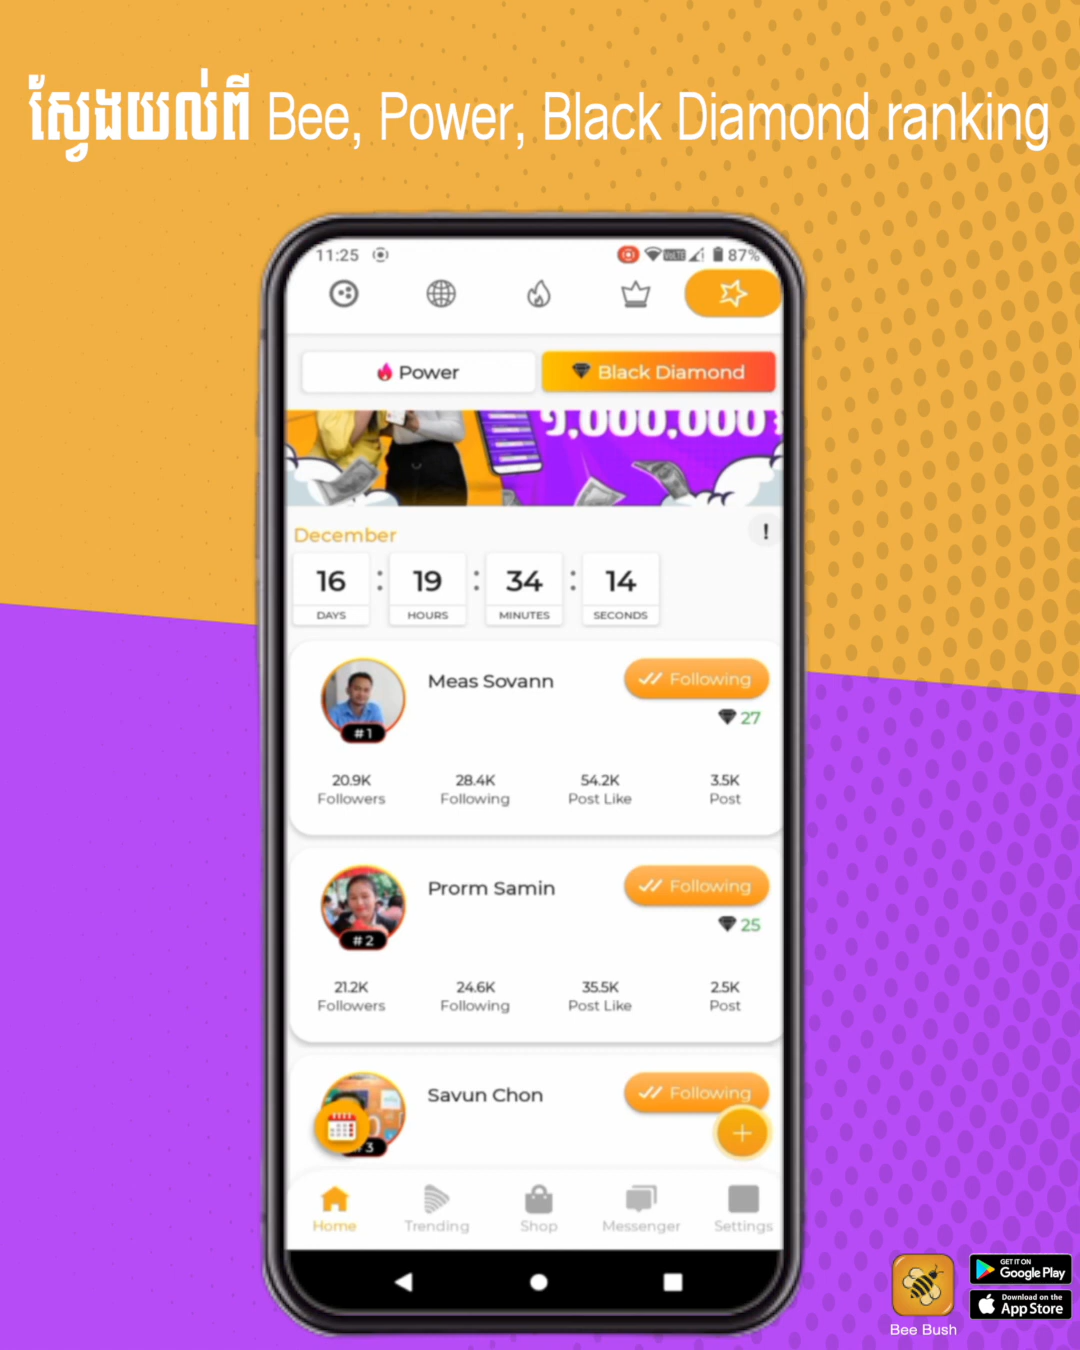 ស្វែងយល់ពី Bee, Power, Black Diamond ranking
11:25
87%
Power
Black Diamond
9,000,000
December
!
16 : 19 : 34 : 14
DAYS HOURS MINUTES SECONDS
Meas Sovann
Following
27
#1
20.9K 28.4K 54.2K 3.5K
Followers Following Post Like Post
Prorm Samin
Following
25
#2
21.2K 24.6K 35.5K 2.5K
Followers Following Post Like Post
Savun Chon
Following
3
Home Trending Shop Messenger Settings
GET IT ON
Google Play
Download on the
App Store
Bee Bush